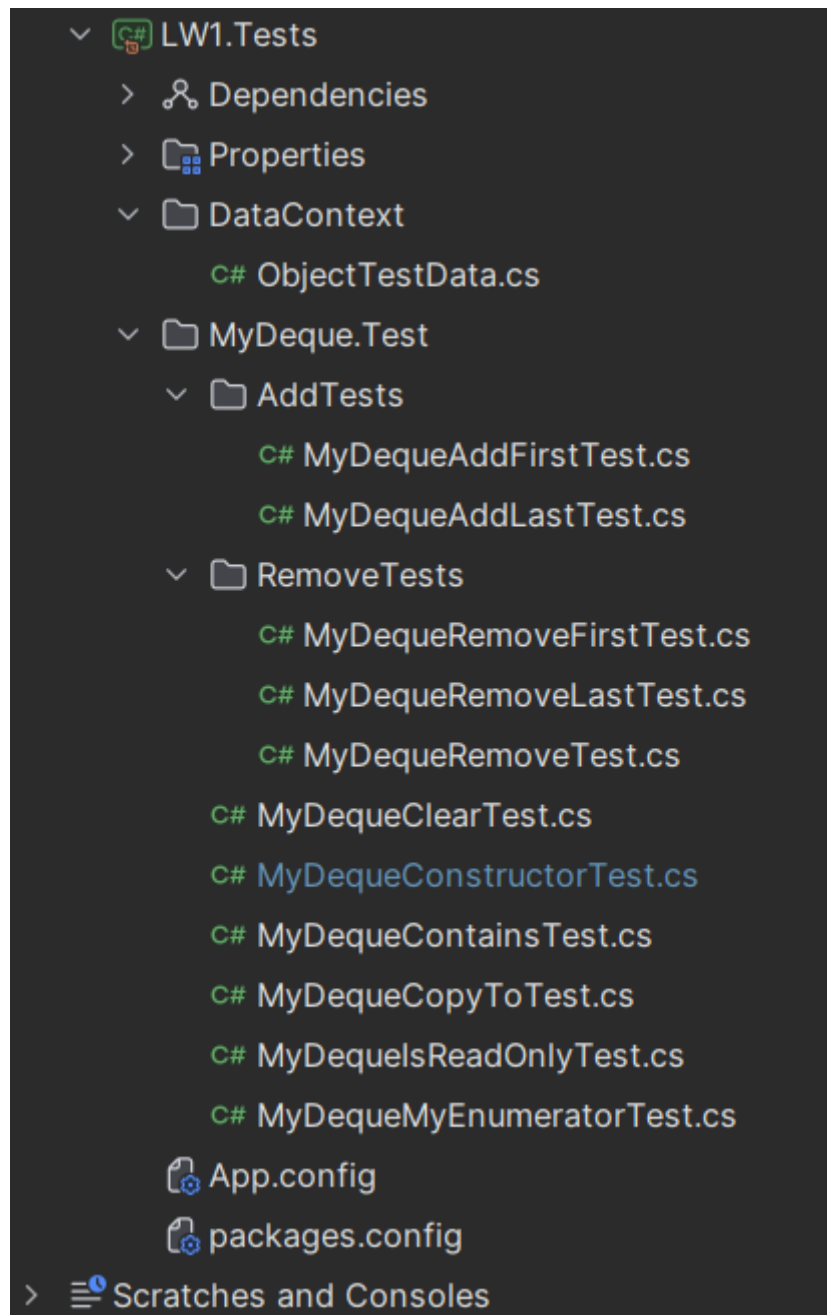 C# LW1.Tests
Dependencies
Properties
DataContext
C# ObjectTestData.cs
MyDeque.Test
AddTests
C# MyDequeAddFirstTest.cs
C# MyDequeAddLastTest.cs
RemoveTests
C# MyDequeRemoveFirstTest.cs
C# MyDequeRemoveLastTest.cs
C# MyDequeRemoveTest.cs
C# MyDequeClearTest.cs
C# MyDequeConstructorTest.cs
C# MyDequeContainsTest.cs
C# MyDequeCopyToTest.cs
C# MyDequeIsReadOnlyTest.cs
C# MyDequeMyEnumeratorTest.cs
App.config
packages.config
Scratches and Consoles